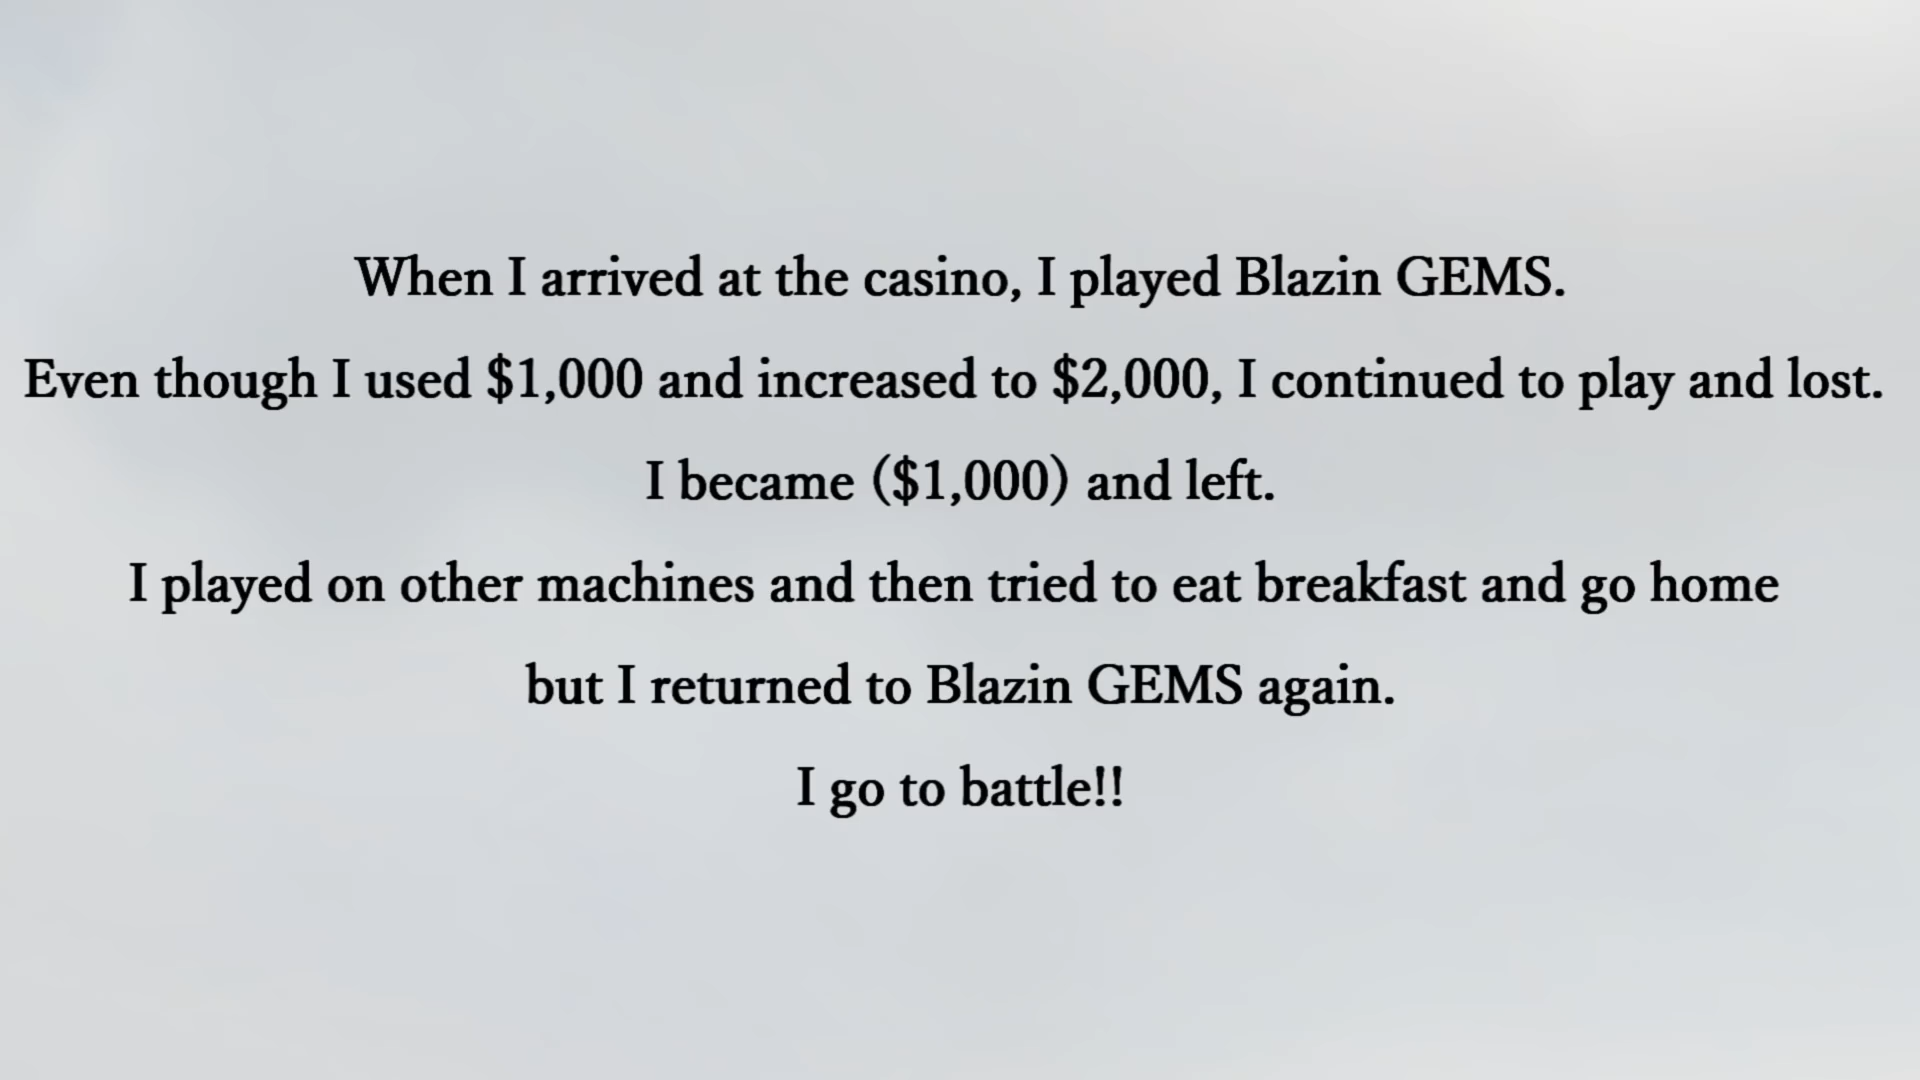 When I arrived at the casino, I played Blazin GEMS.
Even though I used $1,000 and increased to $2,000, I continued to play and lost.
I became ($1,000) and left.
I played on other machines and then tried to eat breakfast and go home
but I returned to Blazin GEMS again.
I go to battle!!